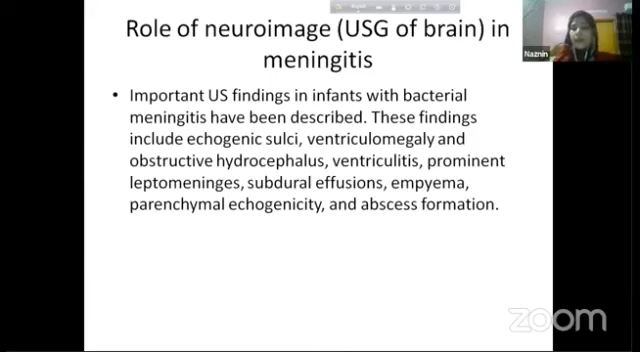 Role of neuroimage (USG of brain) in
meningitis
Naznin
• Important US findings in infants with bacterial
meningitis have been described. These findings
include echogenic sulci, ventriculomegaly and
obstructive hydrocephalus, ventriculitis, prominent
leptomeninges, subdural effusions, empyema,
parenchymal echogenicity, and abscess formation.
zoom